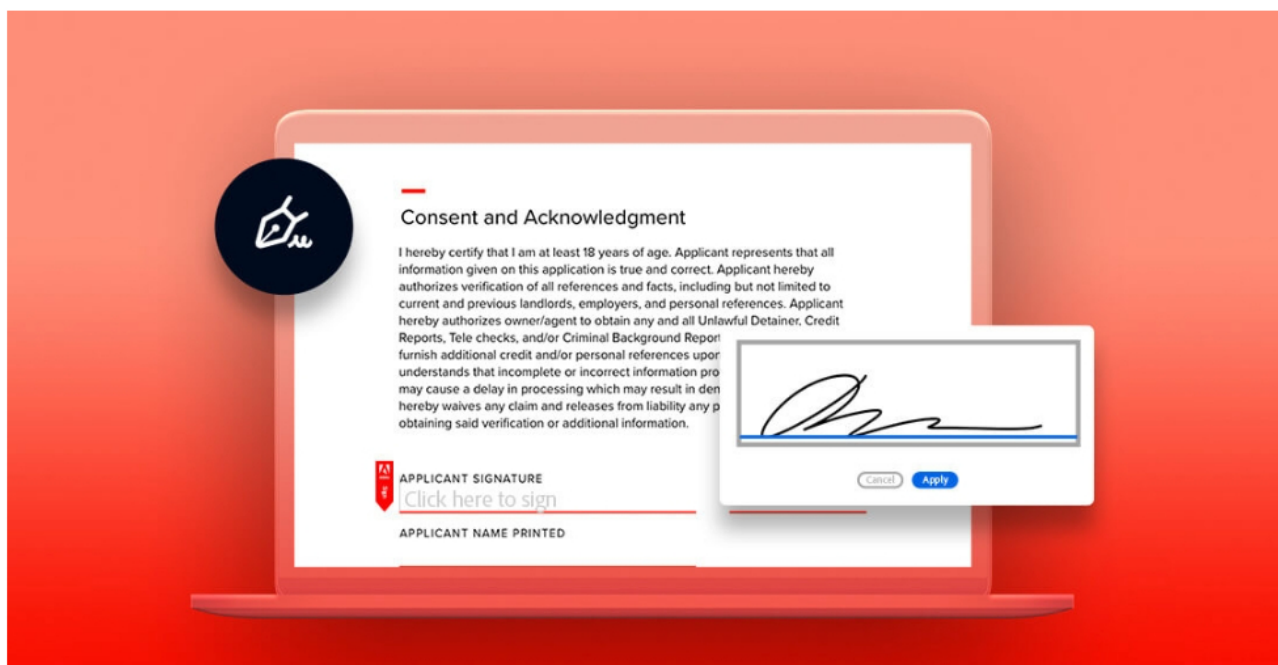 Consent and Acknowledgment
I hereby certify that I am at least 18 years of age. Applicant represents that all
information given on this application is true and correct. Applicant hereby
authorizes verification of all references and facts, including but not limited to
current and previous landlords, employers, and personal references. Applicant
hereby authorizes owner/agent to obtain any and all Unlawful Detainer, Credit
Reports, Tele checks, and/or Criminal Background
furnish additional credit and/or personal references
understands that incomplete or incorrect information
may cause a delay in processing which may result in
hereby waives any claim and releases from liability any
obtaining said verification or additional information.
APPLICANT SIGNATURE
Click here to sign
APPLICANT NAME PRINTED
Cancel
Apply